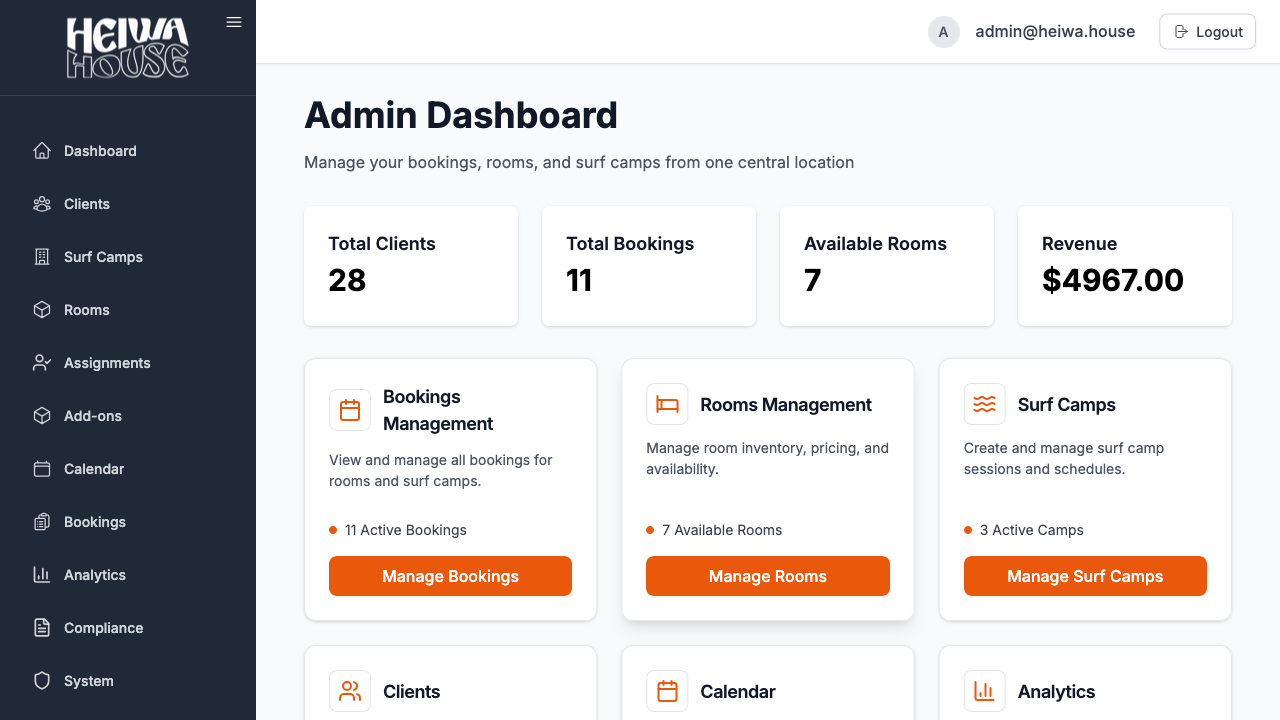 HEIWA
HOUSE
Dashboard
Clients
Surf Camps
Rooms
Assignments
Add-ons
Calendar
Bookings
Analytics
Compliance
System
A
admin@heiwa.house
Logout
Admin Dashboard
Manage your bookings, rooms, and surf camps from one central location
Total Clients
28
Total Bookings
11
Available Rooms
7
Revenue
$4967.00
Bookings
Management
View and manage all bookings for
rooms and surf camps.
11 Active Bookings
Manage Bookings
Rooms Management
Manage room inventory, pricing, and
availability.
7 Available Rooms
Manage Rooms
Surf Camps
Create and manage surf camp
sessions and schedules.
3 Active Camps
Manage Surf Camps
Clients
Calendar
Analytics